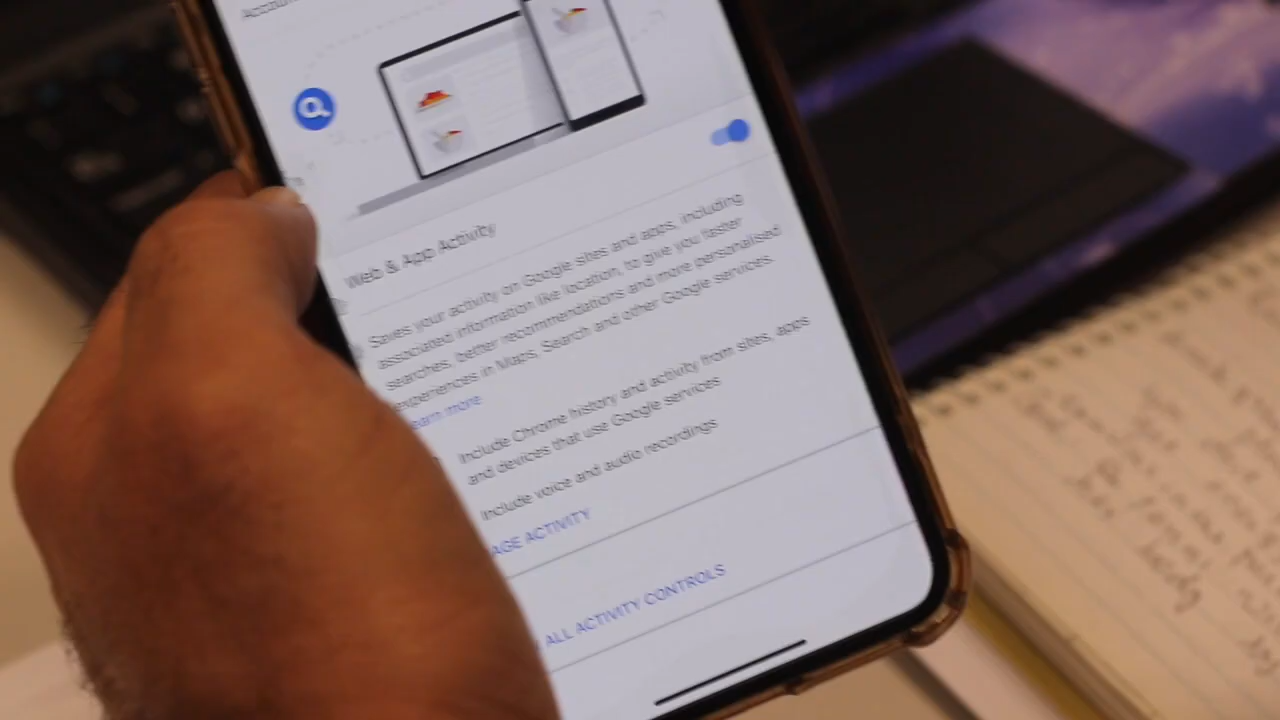 Web & App Activity
Saves your activity on Google sites and apps, including
associated information like location, to give you faster
searches, better recommendations and more personalised
experiences in Maps, Search and other Google services.
earn more
Include Chrome history and activity from sites, apps
and devices that use Google services
Include voice and audio recordings
AGE ACTIVITY
ALL ACTIVITY CONTROLS